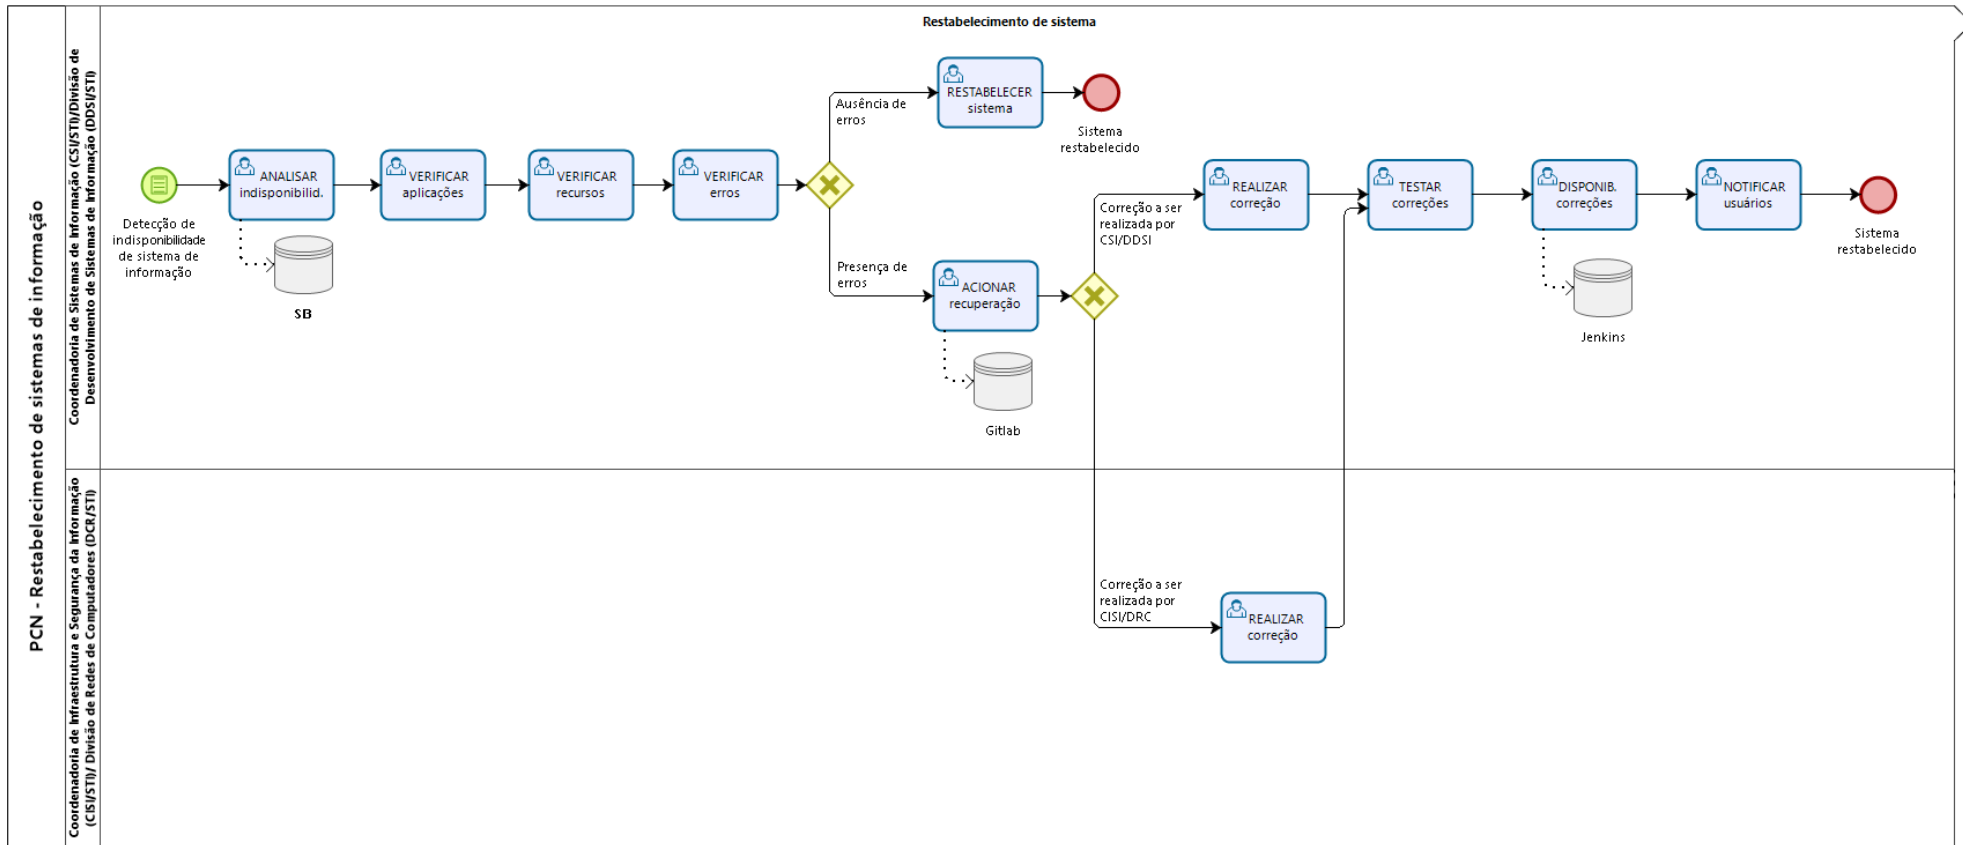 Restabelecimento de sistema
PCN - Restabelecimento de sistemas de informação
Coordenadoria de Sistemas de Informação (CSI/STI)/Divisão de
Desenvolvimento de Sistemas de Informação (DDSI/STI)
Detecção de
indisponibilidade
de sistema de
informação
ANALISAR
indisponibilid.
SB
VERIFICAR
aplicações
VERIFICAR
recursos
VERIFICAR
erros
Ausência de
erros
RESTABELECER
sistema
Sistema
restabelecido
Presença de
erros
ACIONAR
recuperação
Gitlab
Correção a ser
realizada por
CSI/DDSI
REALIZAR
correção
TESTAR
correções
DISPONIB.
correções
Jenkins
NOTIFICAR
usuários
Sistema
restabelecido
Coordenadoria de Infraestrutura e Segurança da Informação
(CISI/STI)/ Divisão de Redes de Computadores (DCR/STI)
Correção a ser
realizada por
CISI/DRC
REALIZAR
correção